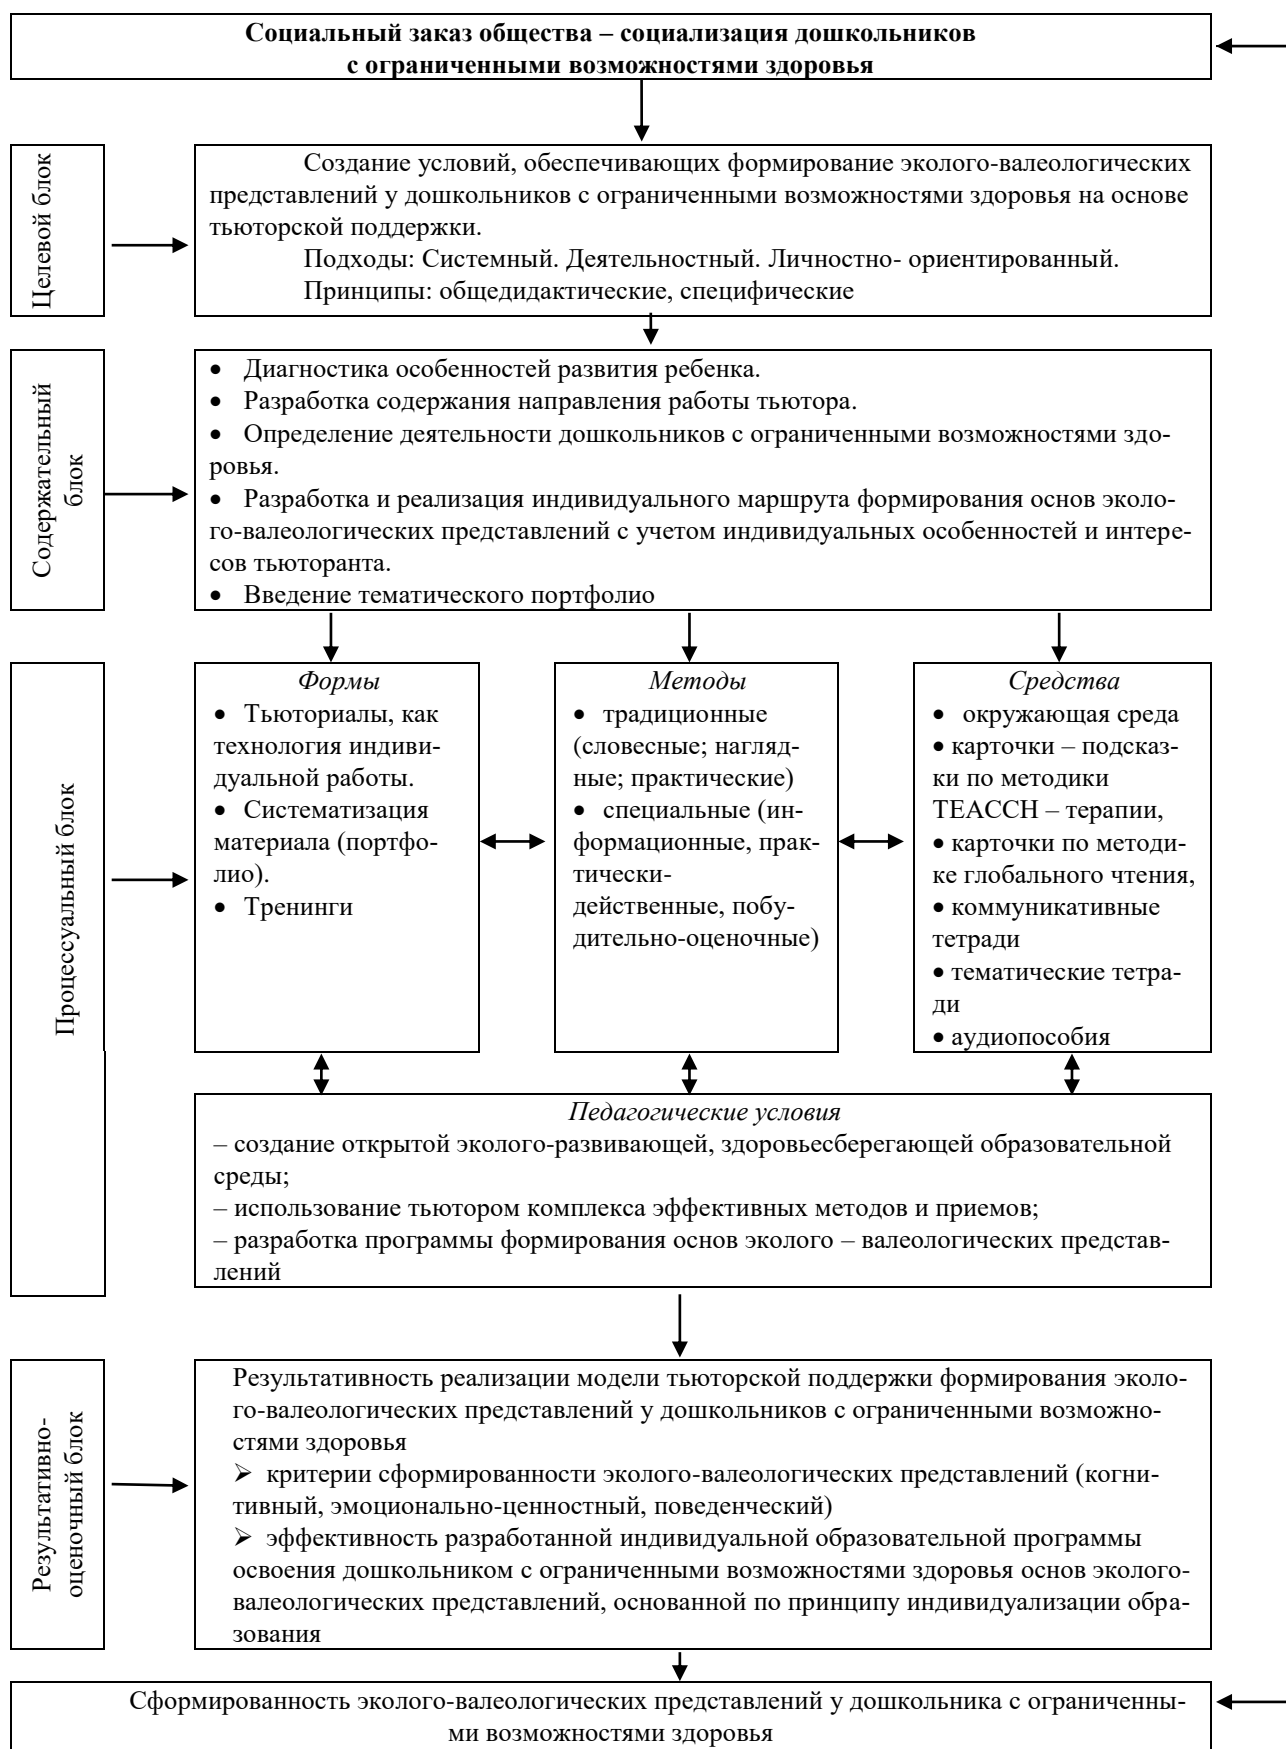 Социальный заказ общества – социализация дошкольников
с ограниченными возможностями здоровья
Целевой блок
Создание условий, обеспечивающих формирование эколого-валеологических
представлений у дошкольников с ограниченными возможностями здоровья на основе
тьюторской поддержки.
Подходы: Системный. Деятельностный. Личностно- ориентированный.
Принципы: общедидактические, специфические
Содержательный
блок
• Диагностика особенностей развития ребенка.
• Разработка содержания направления работы тьютора.
• Определение деятельности дошкольников с ограниченными возможностями здо-
ровья.
• Разработка и реализация индивидуального маршрута формирования основ эколо-
го-валеологических представлений с учетом индивидуальных особенностей и интере-
сов тьюторанта.
• Введение тематического портфолио
Процессуальный блок
Формы
• Тьюториалы, как
технология индиви-
дуальной работы.
• Систематизация
материала (портфо-
лио).
• Тренинги
Методы
• традиционные
(словесные; нагляд-
ные; практические)
• специальные (ин-
формационные, прак-
тически-
действенные, побу-
дительно-оценочные)
Средства
• окружающая среда
• карточки – подсказ-
ки по методики
TEACCH – терапии,
• карточки по методи-
ке глобального чтения,
• коммуникативные
тетради
• тематические тетра-
ди
• аудиопособия
Педагогические условия
– создание открытой эколого-развивающей, здоровьесберегающей образовательной
среды;
– использование тьютором комплекса эффективных методов и приемов;
– разработка программы формирования основ эколого – валеологических представ-
лений
Результативно-
оценочный блок
Результативность реализации модели тьюторской поддержки формирования эколо-
го-валеологических представлений у дошкольников с ограниченными возможно-
стями здоровья
➢ критерии сформированности эколого-валеологических представлений (когни-
тивный, эмоционально-ценностный, поведенческий)
➢ эффективность разработанной индивидуальной образовательной программы
освоения дошкольником с ограниченными возможностями здоровья основ эколого-
валеологических представлений, основанной по принципу индивидуализации обра-
зования
Сформированность эколого-валеологических представлений у дошкольника с ограниченны-
ми возможностями здоровья